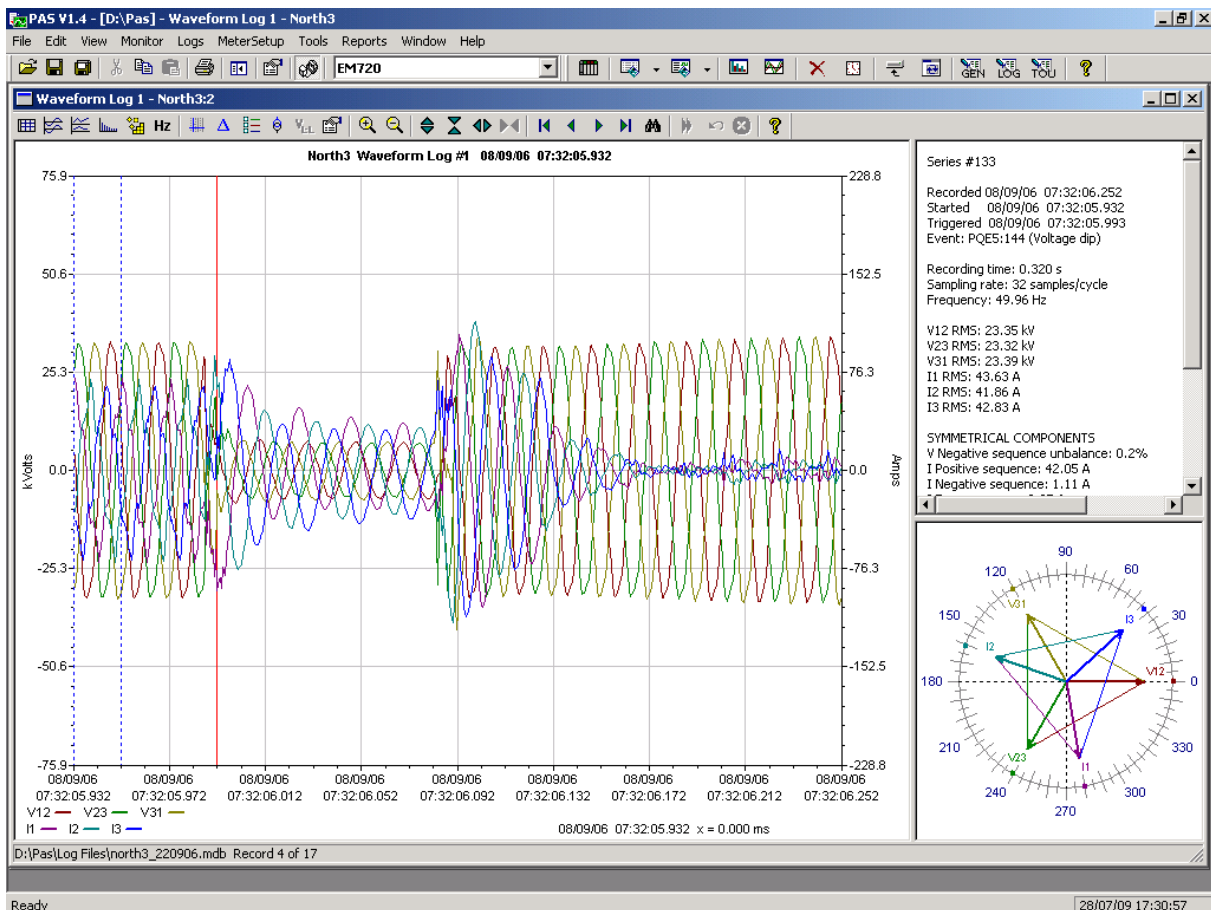 PAS V1.4 - [D:\Pas] - Waveform Log 1 - North3
File Edit View Monitor Logs MeterSetup Tools Reports Window Help
EM720 GEN LOG TOU ?
Waveform Log 1 - North3:2
Hz Δ VLL ?
North3 Waveform Log #1 08/09/06 07:32:05.932
75.9 228.8
50.6 152.5
25.3 76.3
kVolts 0.0 0.0 Amps
-25.3 -76.3
-50.6 -152.5
-75.9 -228.8
08/09/06 08/09/06 08/09/06 08/09/06 08/09/06 08/09/06 08/09/06 08/09/06 08/09/06
07:32:05.932 07:32:05.972 07:32:06.012 07:32:06.052 07:32:06.092 07:32:06.132 07:32:06.172 07:32:06.212 07:32:06.252
V12 V23 V31
I1 I2 I3
08/09/06 07:32:05.932 x = 0.000 ms
Series #133
Recorded 08/09/06 07:32:06.252
Started 08/09/06 07:32:05.932
Triggered 08/09/06 07:32:05.993
Event: PQE5:144 (Voltage dip)
Recording time: 0.320 s
Sampling rate: 32 samples/cycle
Frequency: 49.96 Hz
V12 RMS: 23.35 kV
V23 RMS: 23.32 kV
V31 RMS: 23.39 kV
I1 RMS: 43.63 A
I2 RMS: 41.86 A
I3 RMS: 42.83 A
SYMMETRICAL COMPONENTS
V Negative sequence unbalance: 0.2%
I Positive sequence: 42.05 A
I Negative sequence: 1.11 A
90
120 60
150 V31 I3 30
I2
180 V12 0
210 V23 I1 330
240 300
270
D:\Pas\Log Files\north3_220906.mdb Record 4 of 17
Ready 28/07/09 17:30:57